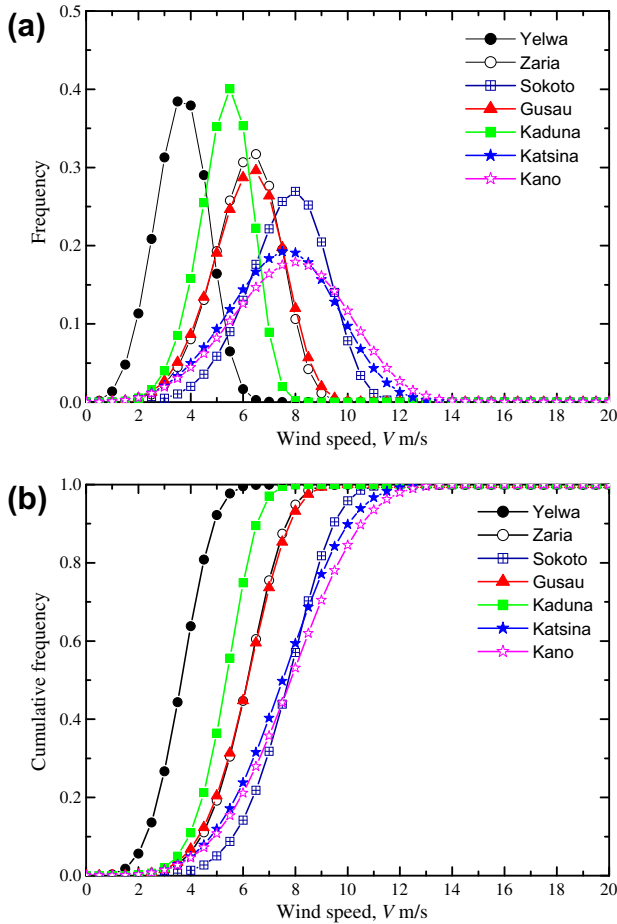 (a)
0.5
0.4
0.3
0.2
0.1
0.0
Frequency
Yelwa
Zaria
Sokoto
Gusau
Kaduna
Katsina
Kano
0 2 4 6 8 10 12 14 16 18 20
Wind speed, V m/s
(b)
1.0
0.8
0.6
0.4
0.2
0.0
Cumulative frequency
Yelwa
Zaria
Sokoto
Gusau
Kaduna
Katsina
Kano
0 2 4 6 8 10 12 14 16 18 20
Wind speed, V m/s